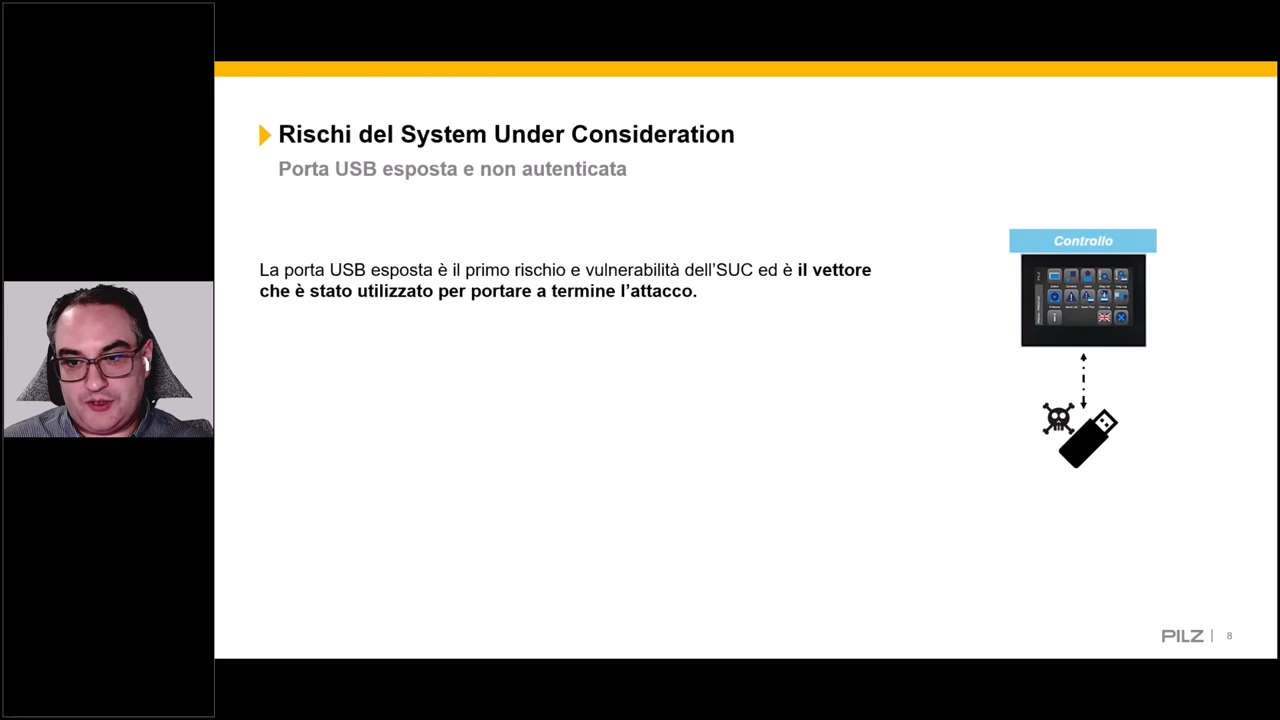 Rischi del System Under Consideration
Porta USB esposta e non autenticata
La porta USB esposta è il primo rischio e vulnerabilità dell’SUC ed è il vettore
che è stato utilizzato per portare a termine l’attacco.
Controllo
PILZ | 8